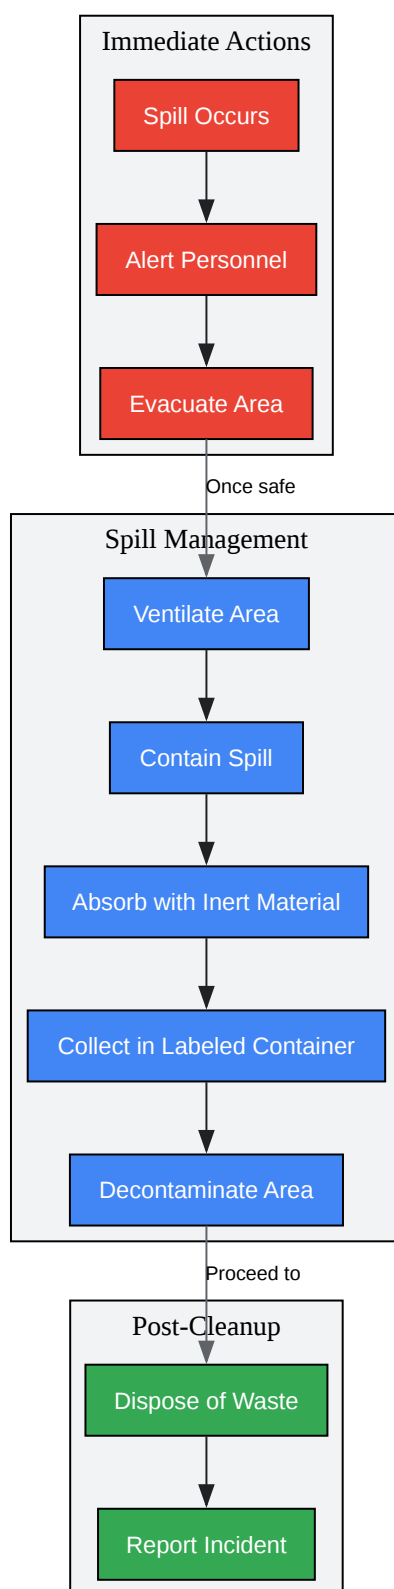 Immediate Actions
Spill Occurs
Alert Personnel
Evacuate Area
Once safe
Spill Management
Ventilate Area
Contain Spill
Absorb with Inert Material
Collect in Labeled Container
Decontaminate Area
Proceed to
Post-Cleanup
Dispose of Waste
Report Incident